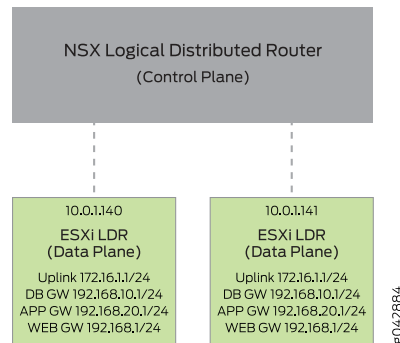 NSX Logical Distributed Router
(Control Plane)
10.0.1.140
ESXi LDR
(Data Plane)
Uplink 172.16.1.1/24
DB GW 192.168.10.1/24
APP GW 192.168.20.1/24
WEB GW 192.168.1/24
10.0.1.141
ESXi LDR
(Data Plane)
Uplink 172.16.1.1/24
DB GW 192.168.10.1/24
APP GW 192.168.20.1/24
WEB GW 192.168.1/24
g042884